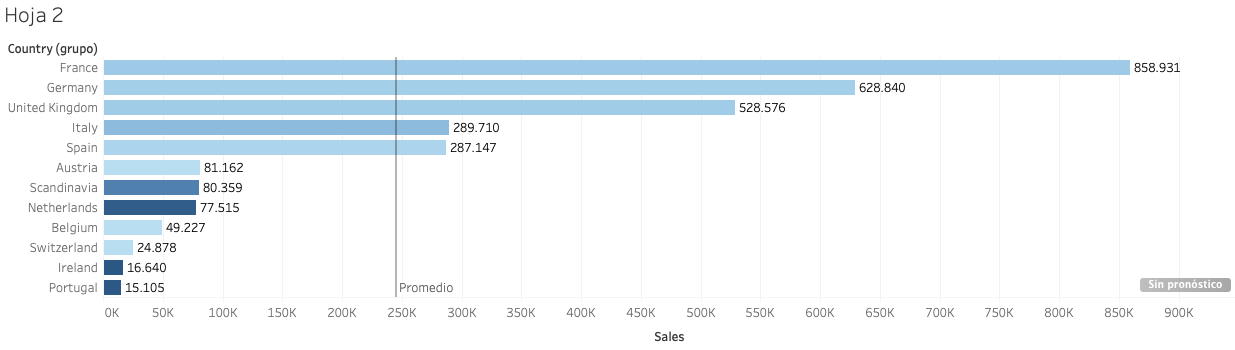 Hoja 2
Country (grupo)
France 858.931
Germany 628.840
United Kingdom 528.576
Italy 289.710
Spain 287.147
Austria 81.162
Scandinavia 80.359
Netherlands 77.515
Belgium 49.227
Switzerland 24.878
Ireland 16.640
Portugal 15.105
Promedio
Sin pronóstico
0K 50K 100K 150K 200K 250K 300K 350K 400K 450K 500K 550K 600K 650K 700K 750K 800K 850K 900K
Sales